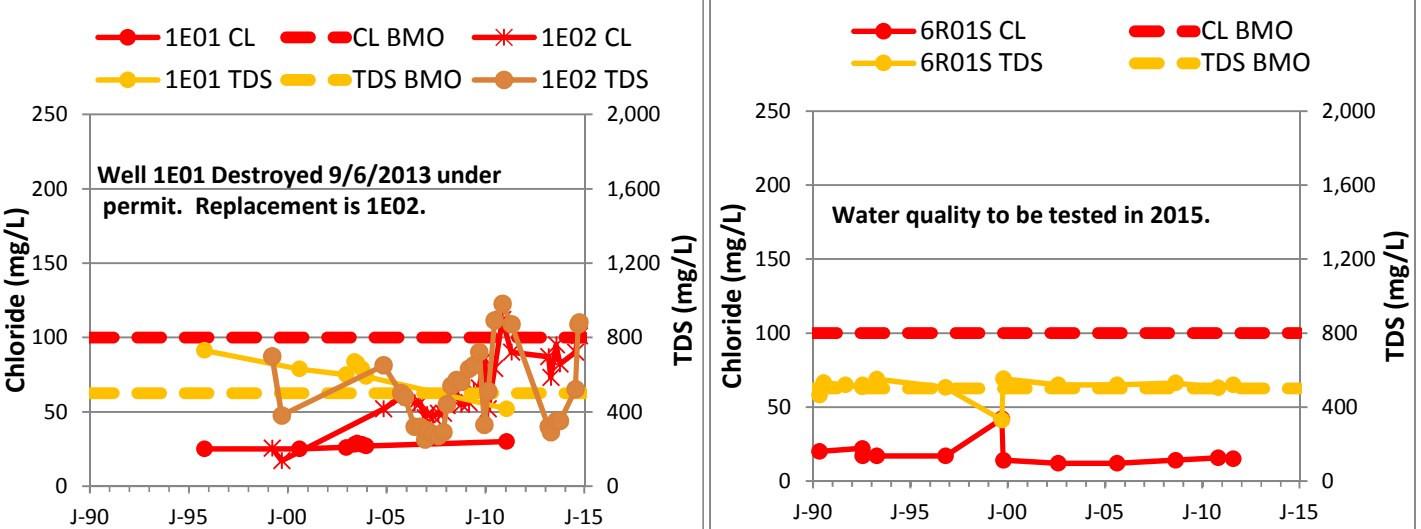 1E01 CL CL BMO 1E02 CL
1E01 TDS TDS BMO 1E02 TDS
250 2,000
200 1,600
150 1,200
100 800
50 400
0 0
J-90 J-95 J-00 J-05 J-10 J-15
Chloride (mg/L)
TDS (mg/L)
Well 1E01 Destroyed 9/6/2013 under
permit. Replacement is 1E02.
6R01S CL CL BMO
6R01S TDS TDS BMO
250 2,000
200 1,600
150 1,200
100 800
50 400
0 0
J-90 J-95 J-00 J-05 J-10 J-15
Chloride (mg/L)
TDS (mg/L)
Water quality to be tested in 2015.